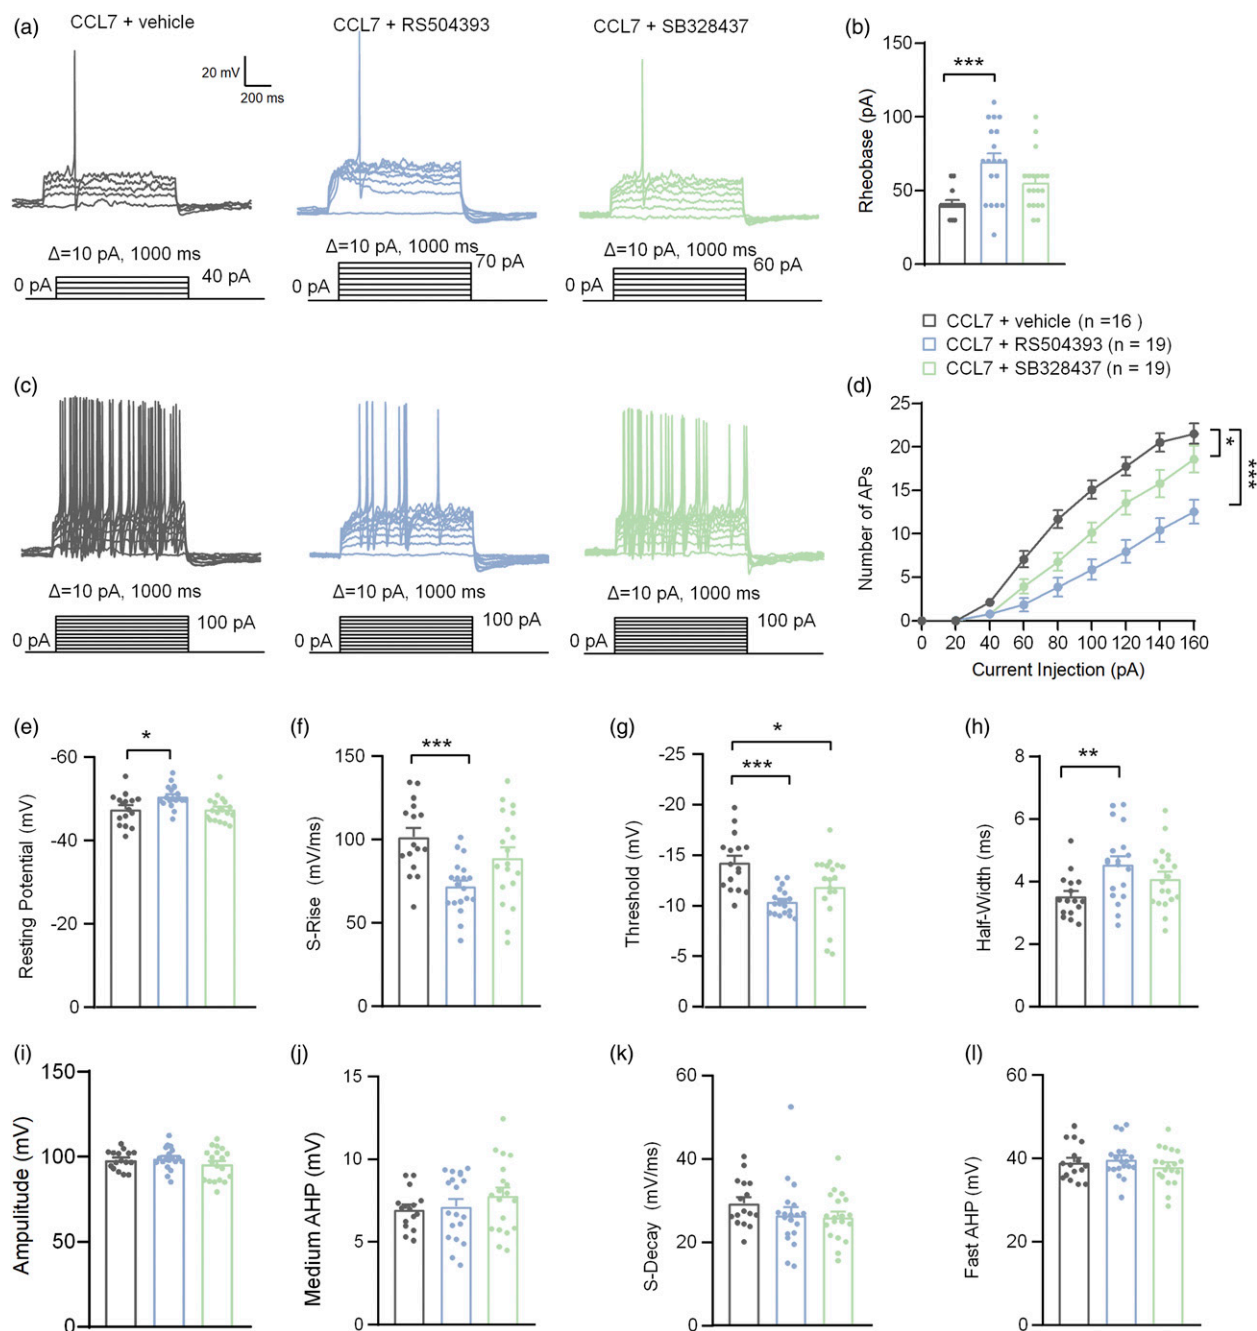 (a)
CCL7 + vehicle
CCL7 + RS504393
CCL7 + SB328437
20 mV
200 ms
Δ=10 pA, 1000 ms
0 pA
40 pA
Δ=10 pA, 1000 ms
0 pA
70 pA
Δ=10 pA, 1000 ms
0 pA
60 pA
(b)
Rheobase (pA)
150
100
50
0
***
CCL7 + vehicle (n =16 )
CCL7 + RS504393 (n = 19)
CCL7 + SB328437 (n = 19)
(c)
Δ=10 pA, 1000 ms
0 pA
100 pA
Δ=10 pA, 1000 ms
0 pA
100 pA
Δ=10 pA, 1000 ms
0 pA
100 pA
(d)
Number of APs
25
20
15
10
5
0
0 20 40 60 80 100 120 140 160
Current Injection (pA)
*
***
(e)
Resting Potential (mV)
-60
-40
-20
0
*
(f)
S-Rise (mV/ms)
150
100
50
0
***
(g)
Threshold (mV)
-25
-20
-15
-10
-5
0
*
***
(h)
Half-Width (ms)
8
6
4
2
0
**
(i)
Ampulitude (mV)
150
100
50
0
(j)
Medium AHP (mV)
15
10
5
0
(k)
S-Decay (mV/ms)
60
40
20
0
(l)
Fast AHP (mV)
60
40
20
0